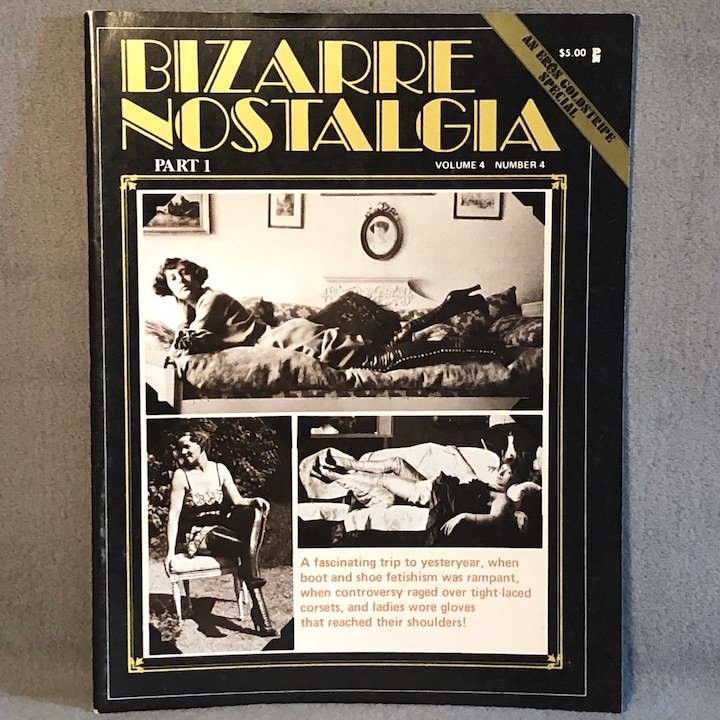 BIZARRE
NOSTALGIA
PART 1
VOLUME 4 NUMBER 4
$5.00
AN EROS GOLDSTRIPE
SPECIAL
A fascinating trip to yesteryear, when
boot and shoe fetishism was rampant,
when controversy raged over tight-laced
corsets, and ladies wore gloves
that reached their shoulders!